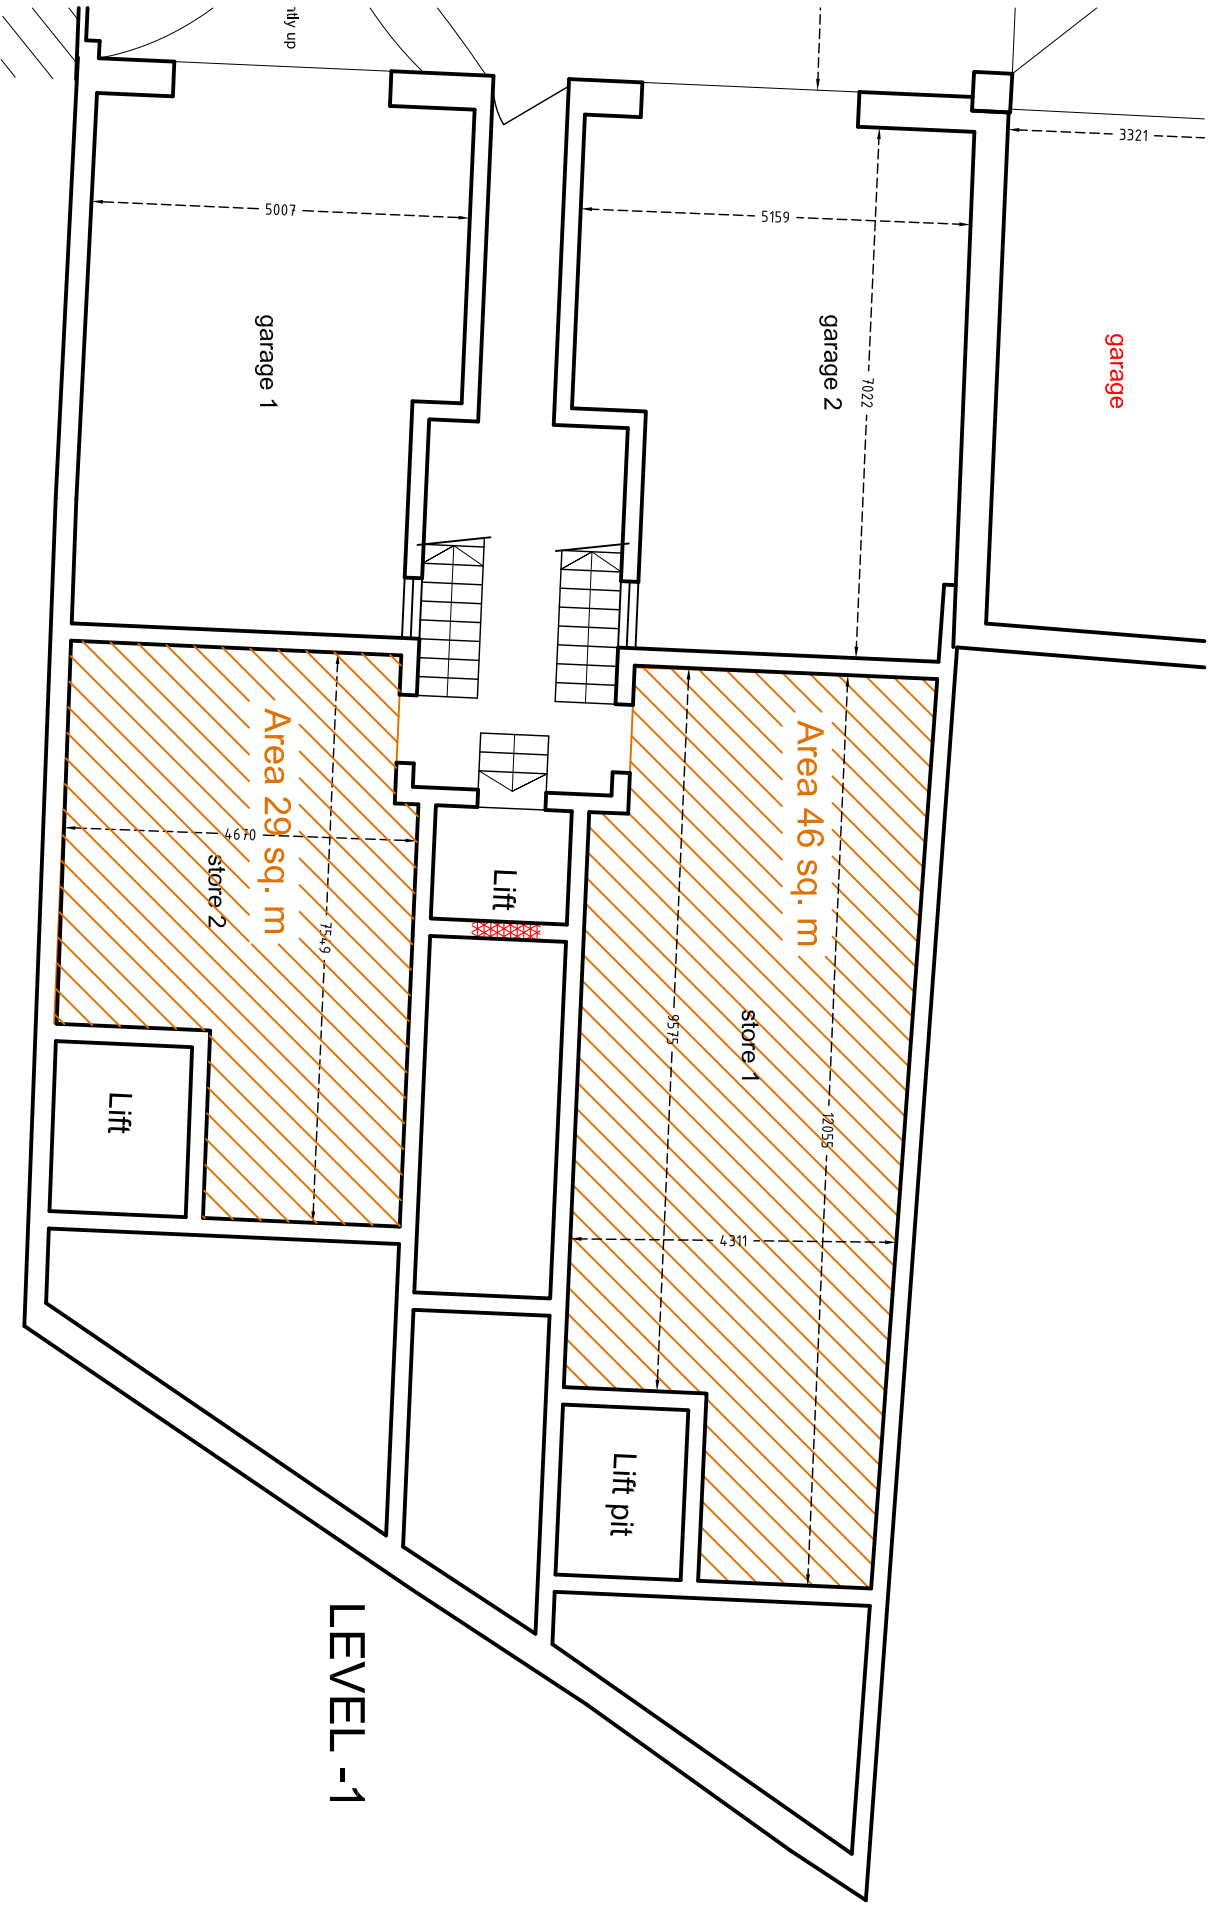 3321
5007
5159
garage 1
garage 2
7022
garage
Area 29 sq. m
4670
store 2
7549
Area 46 sq. m
Lift
9575
store 1
12055
Lift
4311
Lift pit
LEVEL -1
up